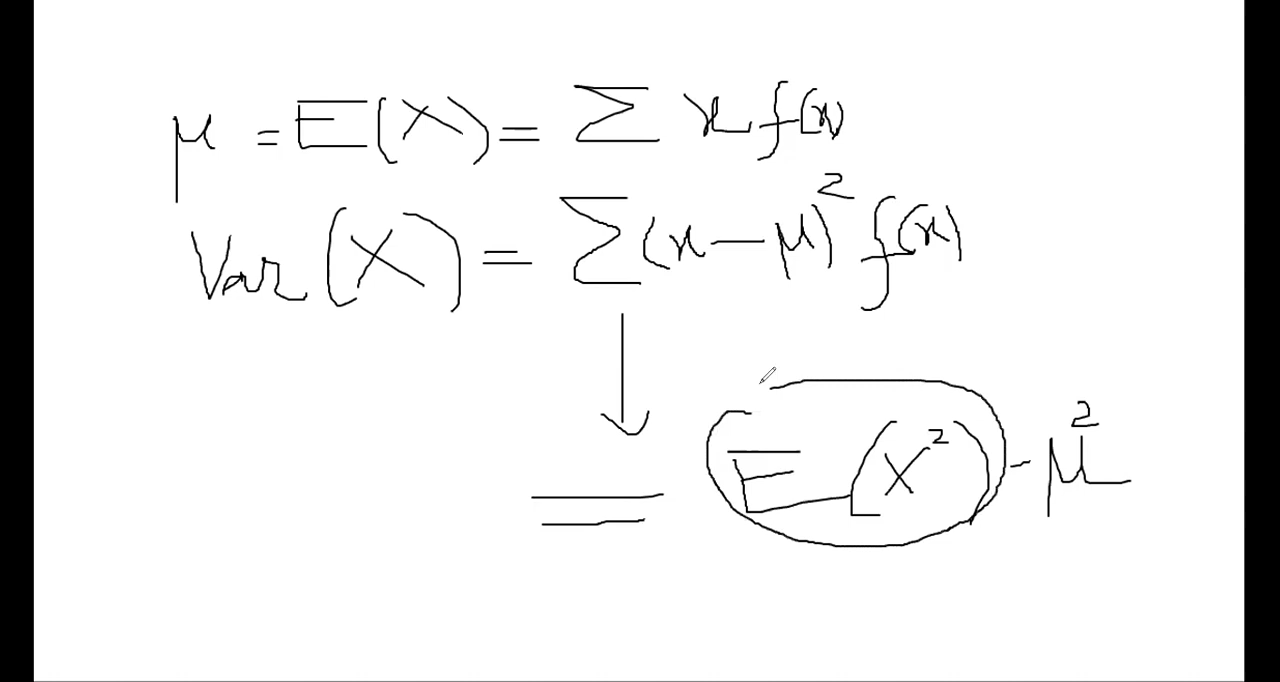 μ = E(X) = Σ x f(x)
Var(X) = Σ(x − μ)² f(x)
↓
= E(X²) - μ²